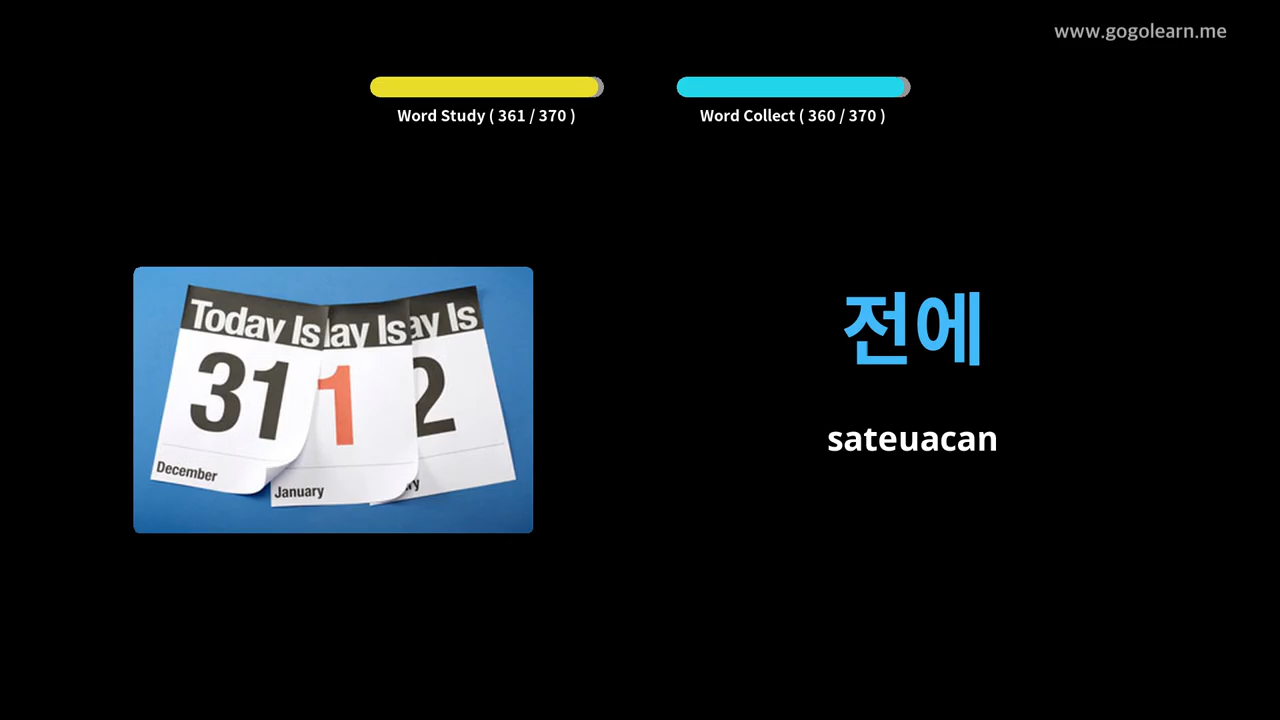 www.gogolearn.me
Word Study ( 361 / 370 )
Word Collect ( 360 / 370 )
Today Is
ay Is
ay Is
31
1
2
December
January
ry
전에
sateuacan